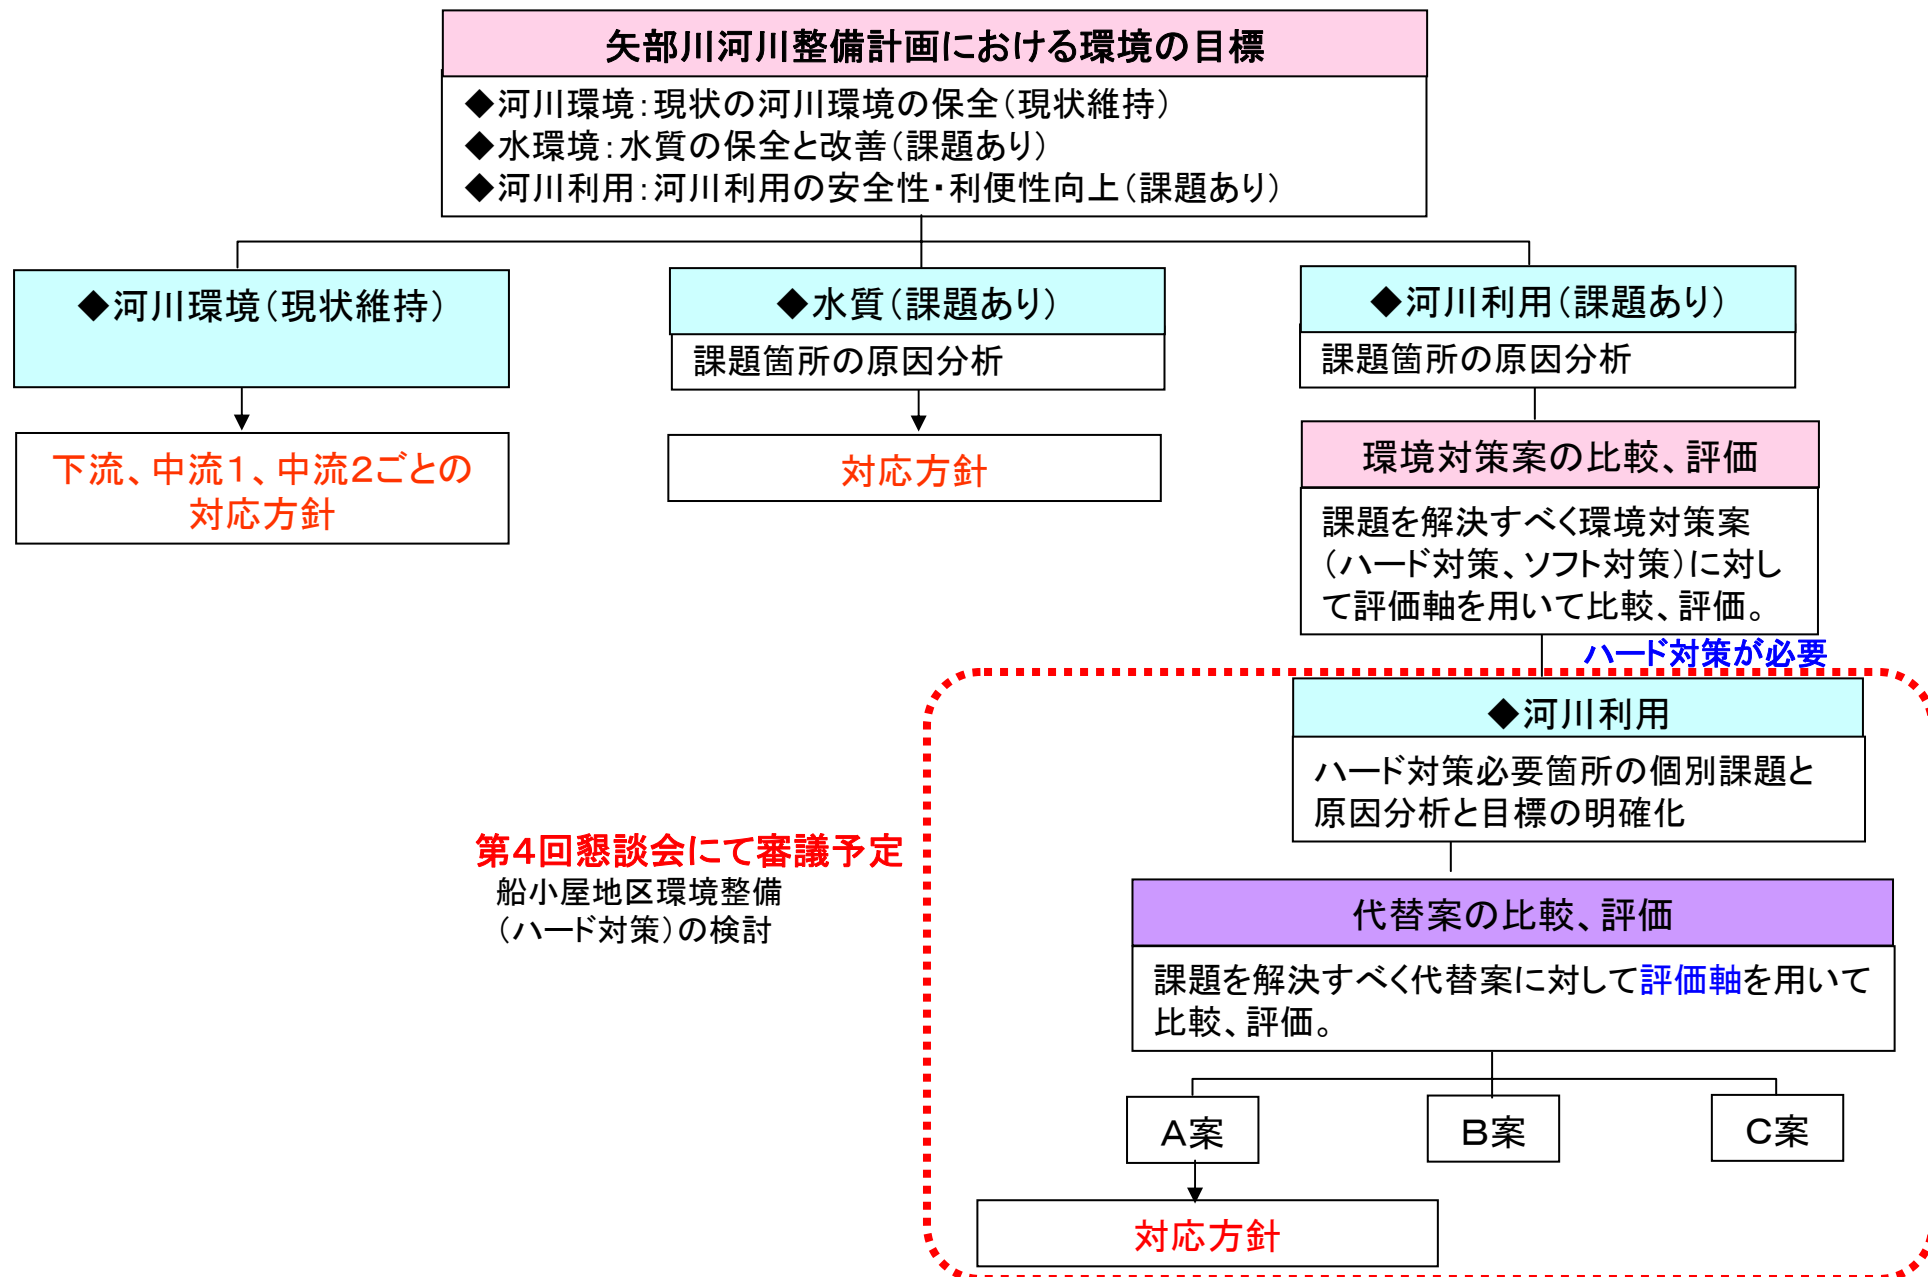 矢部川河川整備計画における環境の目標
◆河川環境：現状の河川環境の保全（現状維持）
◆水環境：水質の保全と改善（課題あり）
◆河川利用：河川利用の安全性・利便性向上（課題あり）
◆河川環境（現状維持）
下流、中流１、中流２ごとの
対応方針
◆水質（課題あり）
課題箇所の原因分析
対応方針
◆河川利用（課題あり）
課題箇所の原因分析
環境対策案の比較、評価
課題を解決すべく環境対策案
（ハード対策、ソフト対策）に対し
て評価軸を用いて比較、評価。
ハード対策が必要
◆河川利用
ハード対策必要箇所の個別課題と
原因分析と目標の明確化
第４回懇談会にて審議予定
船小屋地区環境整備
（ハード対策）の検討
代替案の比較、評価
課題を解決すべく代替案に対して評価軸を用いて
比較、評価。
Ａ案
Ｂ案
Ｃ案
対応方針